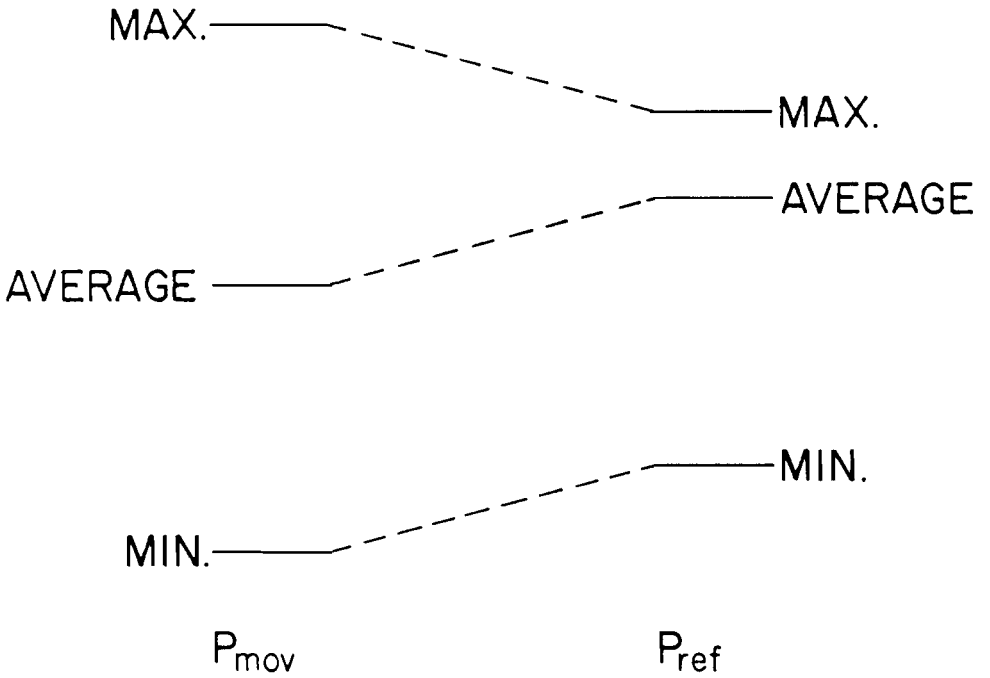 MAX.
MAX.
AVERAGE
AVERAGE
MIN.
MIN.
Pmov
Pref